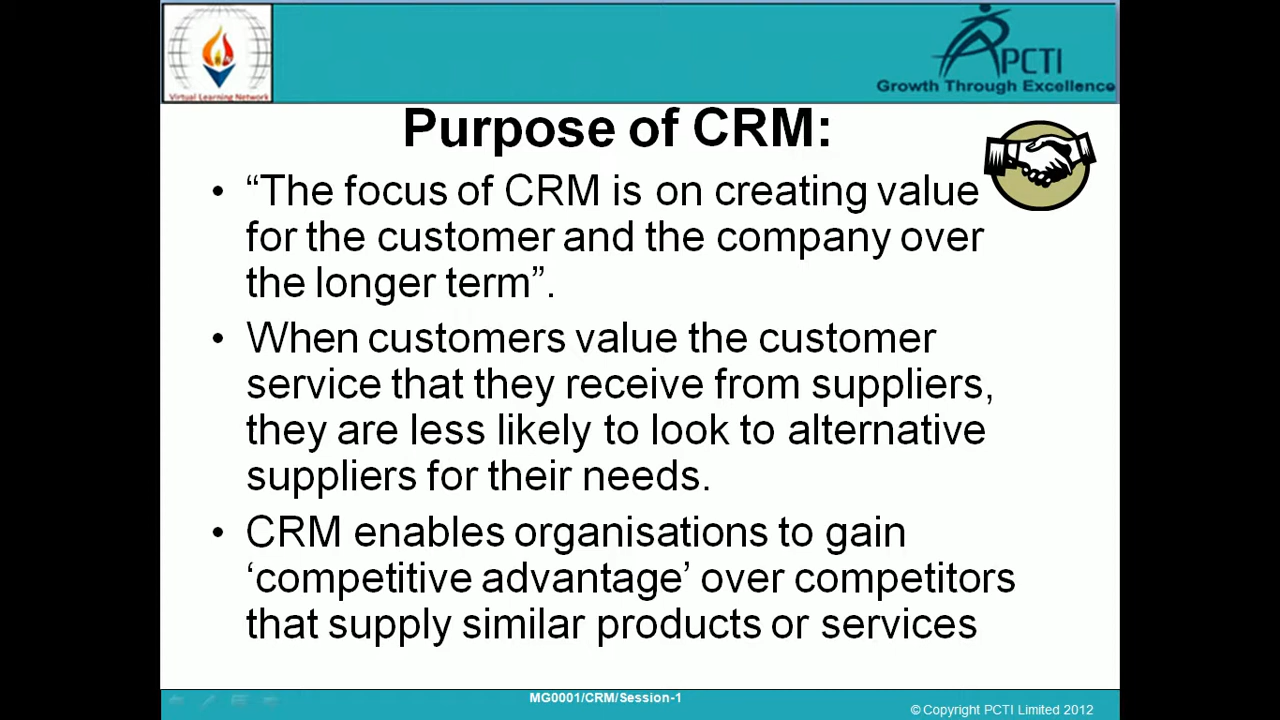 Virtual Learning Network
PCTI
Growth Through Excellence
Purpose of CRM:
• “The focus of CRM is on creating value
for the customer and the company over
the longer term”.
• When customers value the customer
service that they receive from suppliers,
they are less likely to look to alternative
suppliers for their needs.
• CRM enables organisations to gain
‘competitive advantage’ over competitors
that supply similar products or services
MG0001/CRM/Session-1
© Copyright PCTI Limited 2012